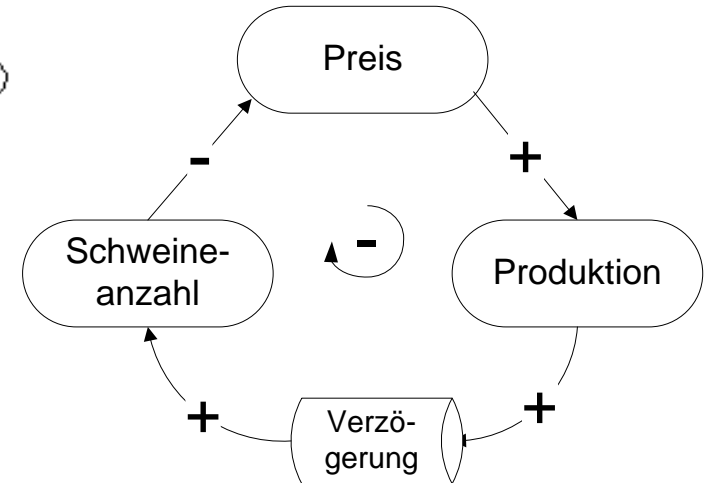 Preis
-
+
Schweine-
anzahl
-
Produktion
+
+
Verzö-
gerung